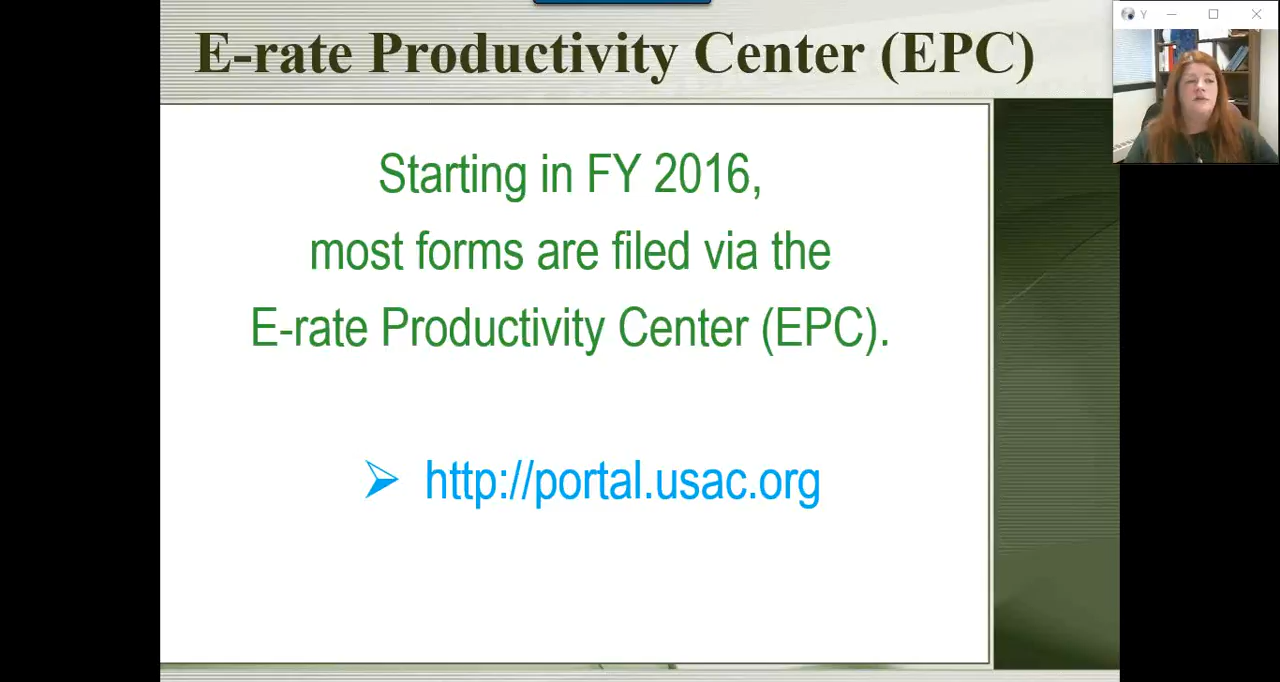 E-rate Productivity Center (EPC)
Y
Starting in FY 2016,
most forms are filed via the
E-rate Productivity Center (EPC).
http://portal.usac.org